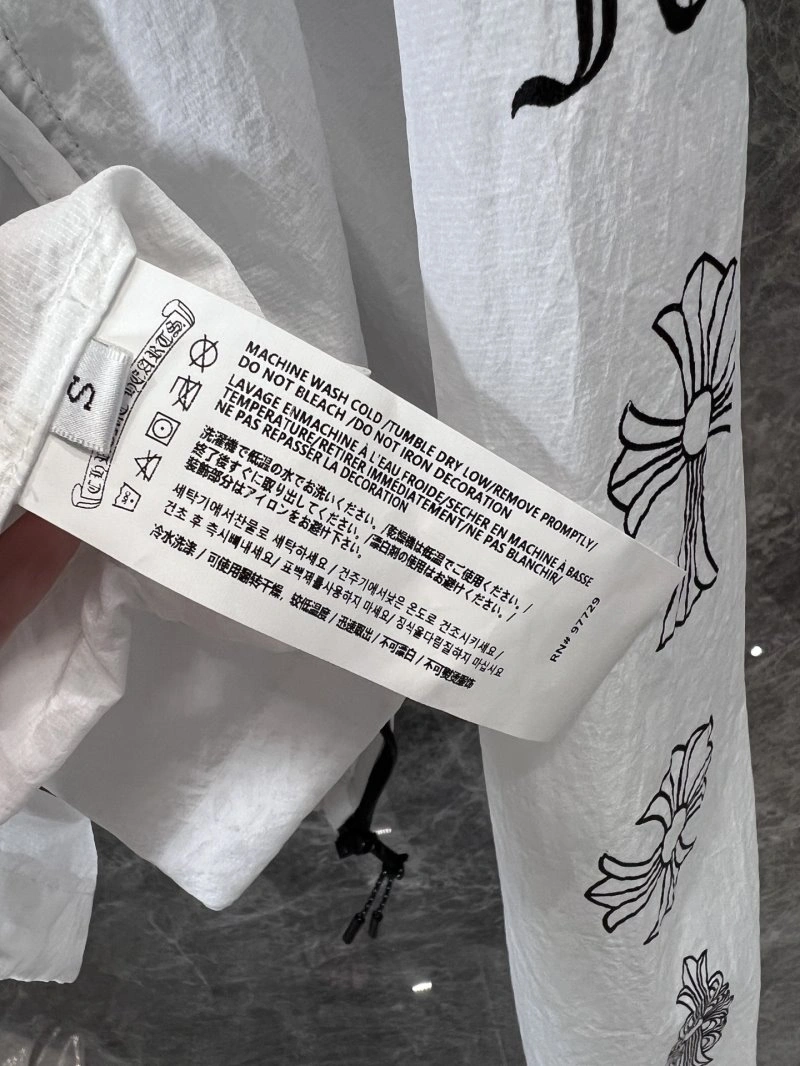 S
MACHINE WASH COLD /TUMBLE DRY LOW/REMOVE PROMPTLY/
DO NOT BLEACH /DO NOT IRON DECORATION
LAVAGE ENMACHINE À L'EAU FROIDE/SECHER EN MACHINE À BASSE
TEMPERATURE/RETIRER IMMÉDIATEMENT/NE PAS BLANCHIR/
NE PAS REPASSER LA DECORATION
洗濯機で低温の水でお洗いください。/乾燥機は低温でご使用ください。/
終了後すぐに取り出してください。/漂白剤の使用はお避けください。/
装飾部分はアイロンをお避け下さい。
세탁기에서찬물로 세탁하세요 / 건주기에서낮은 온도로 건조시키세요 /
건초 후 측시빼내세요/ 표백제를사용하지 마세요/ 장식을다림질하지 마십시요
冷水洗涤 / 可使用翻转干燥，较低温度 / 迅速取出 / 不可漂白 / 不可熨烫配饰
RN# 97729